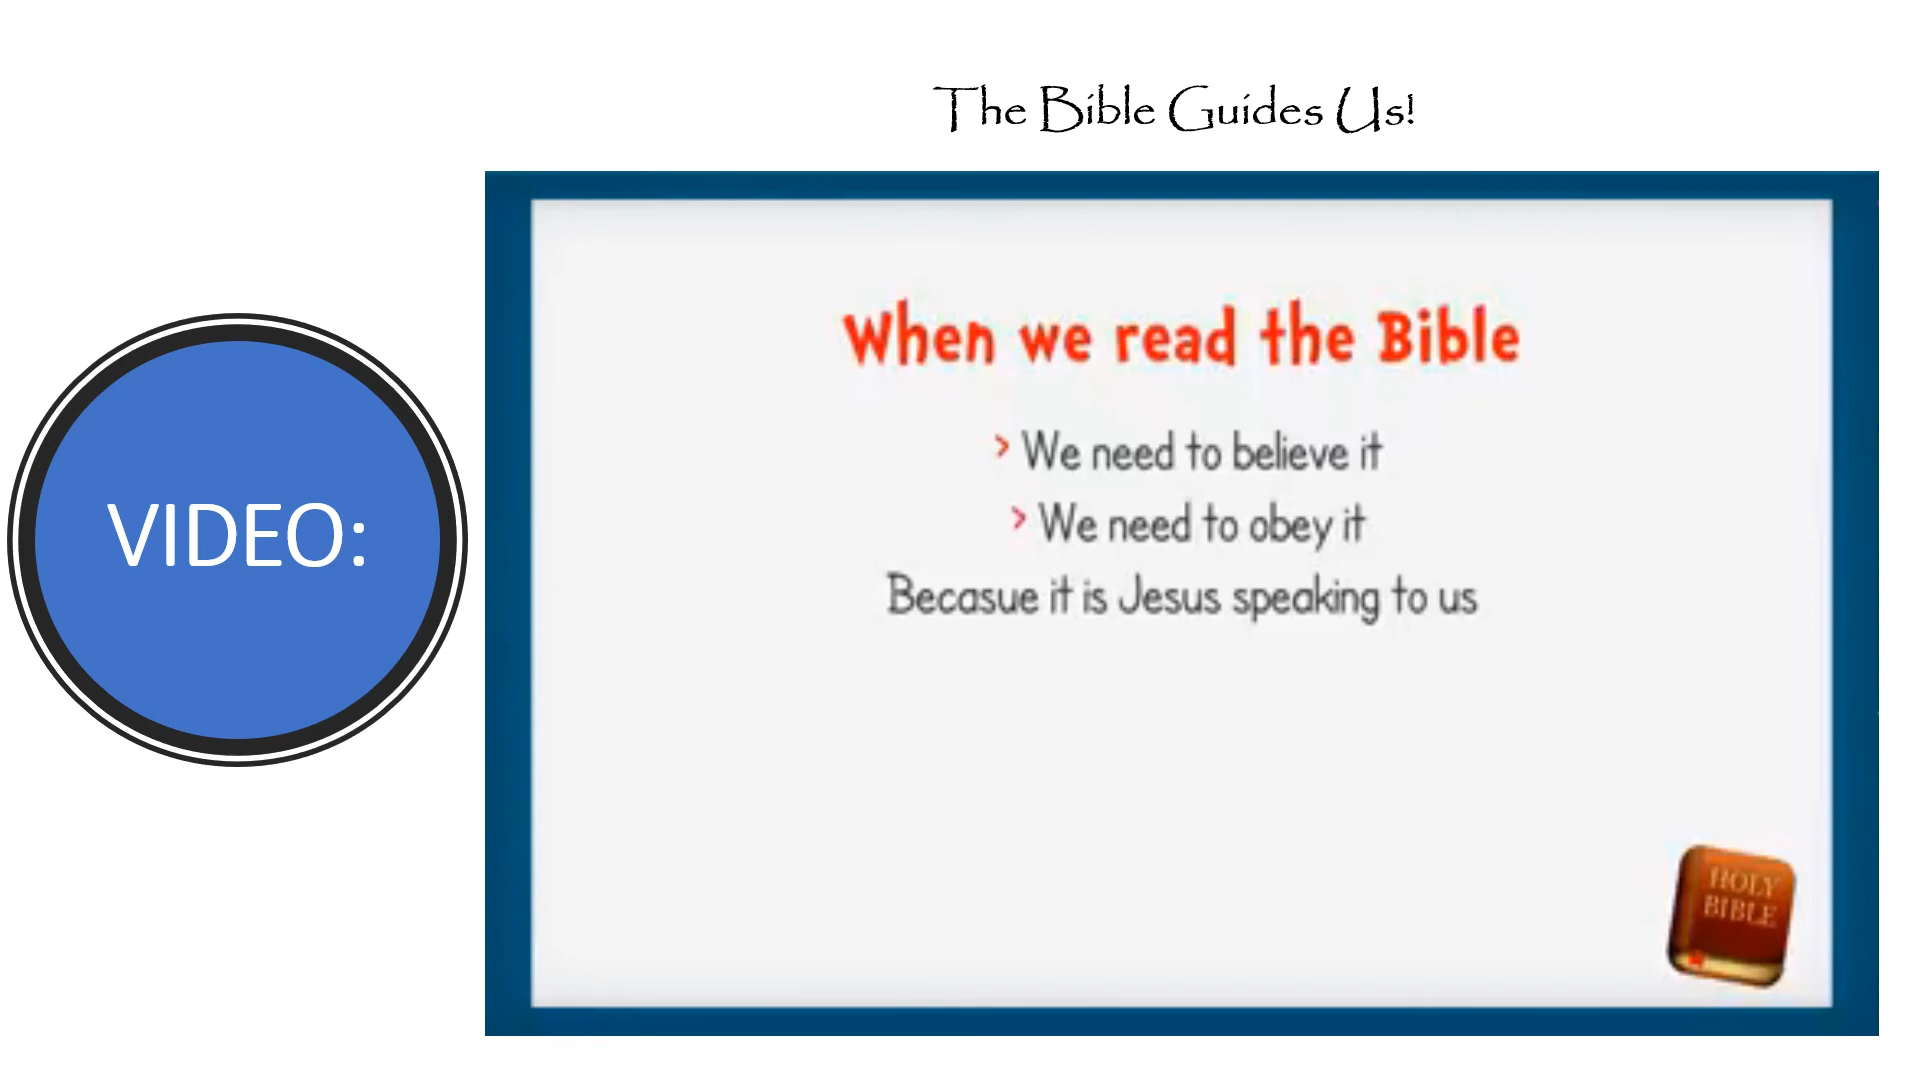 The Bible Guides Us!
VIDEO:
When we read the Bible
> We need to believe it
> We need to obey it
Becasue it is Jesus speaking to us
HOLY
BIBLE